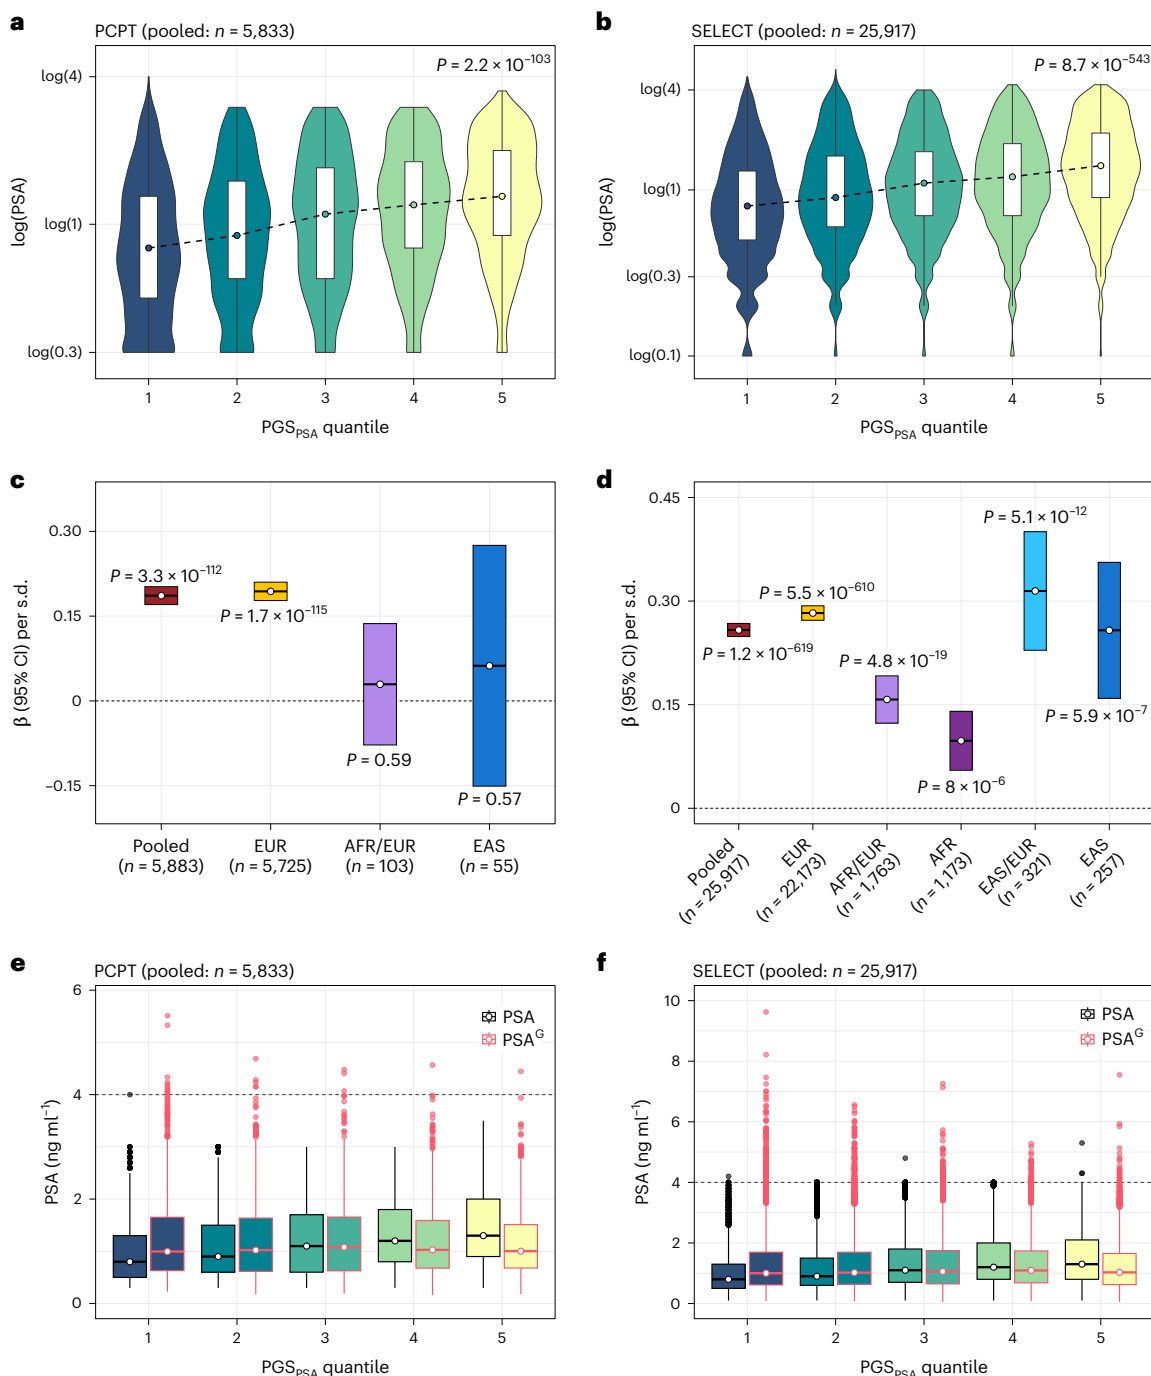 a
PCPT (pooled: n = 5,833)
P = 2.2 × 10⁻¹⁰³
log(4)
log(1)
log(0.3)
log(PSA)
1 2 3 4 5
PGS_PSA quantile
b
SELECT (pooled: n = 25,917)
P = 8.7 × 10⁻⁵⁴³
log(4)
log(1)
log(0.3)
log(0.1)
log(PSA)
1 2 3 4 5
PGS_PSA quantile
c
0.30
0.15
0
−0.15
β (95% CI) per s.d.
P = 3.3 × 10⁻¹¹²
P = 1.7 × 10⁻¹¹⁵
P = 0.59
P = 0.57
Pooled EUR AFR/EUR EAS
(n = 5,883) (n = 5,725) (n = 103) (n = 55)
d
0.45
0.30
0.15
0
β (95% CI) per s.d.
P = 5.1 × 10⁻¹²
P = 5.5 × 10⁻⁶¹⁰
P = 1.2 × 10⁻⁶¹⁹
P = 4.8 × 10⁻¹⁹
P = 5.9 × 10⁻⁷
P = 8 × 10⁻⁶
Pooled
(n = 25,917)
EUR
(n = 22,173)
AFR/EUR
(n = 1,763)
AFR
(n = 1,173)
EAS/EUR
(n = 321)
EAS
(n = 257)
e
PCPT (pooled: n = 5,833)
6
4
2
0
PSA (ng ml⁻¹)
PSA
PSA^G
1 2 3 4 5
PGS_PSA quantile
f
SELECT (pooled: n = 25,917)
10
8
6
4
2
0
PSA (ng ml⁻¹)
PSA
PSA^G
1 2 3 4 5
PGS_PSA quantile